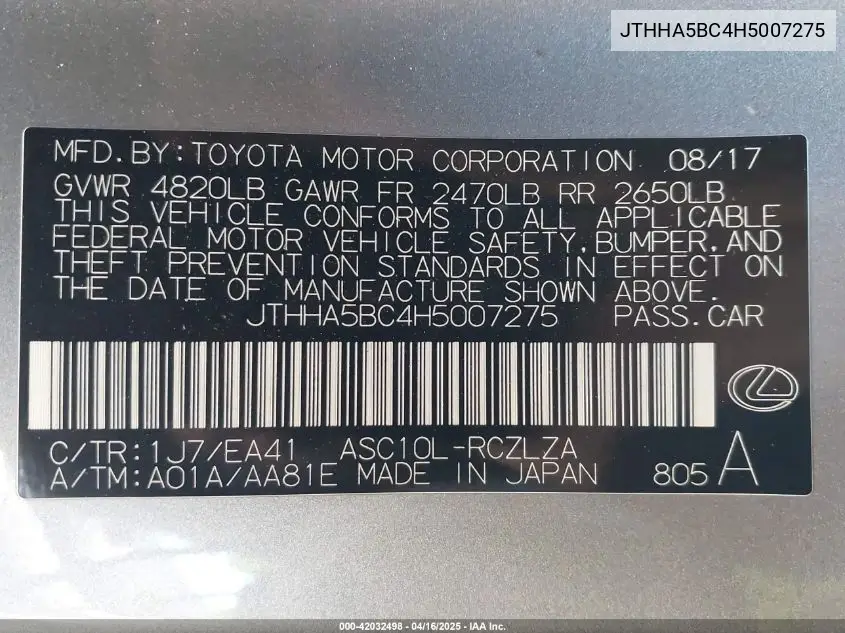 JTHHA5BC4H5007275
MFD.BY:TOYOTA MOTOR CORPORATION 08/17
GVWR 4820LB GAWR FR 2470LB RR 2650LB
THIS VEHICLE CONFORMS TO ALL APPLICABLE
FEDERAL MOTOR VEHICLE SAFETY,BUMPER,AND
THEFT PREVENTION STANDARDS IN EFFECT ON
THE DATE OF MANUFACTURE SHOWN ABOVE.
JTHHA5BC4H5007275 PASS.CAR
C/TR:1J7/EA41 ASC10L-RCZLZA
A/TM:A01A/AA81E MADE IN JAPAN 805 A
000-42032498 - 04/16/2025 - IAA Inc.